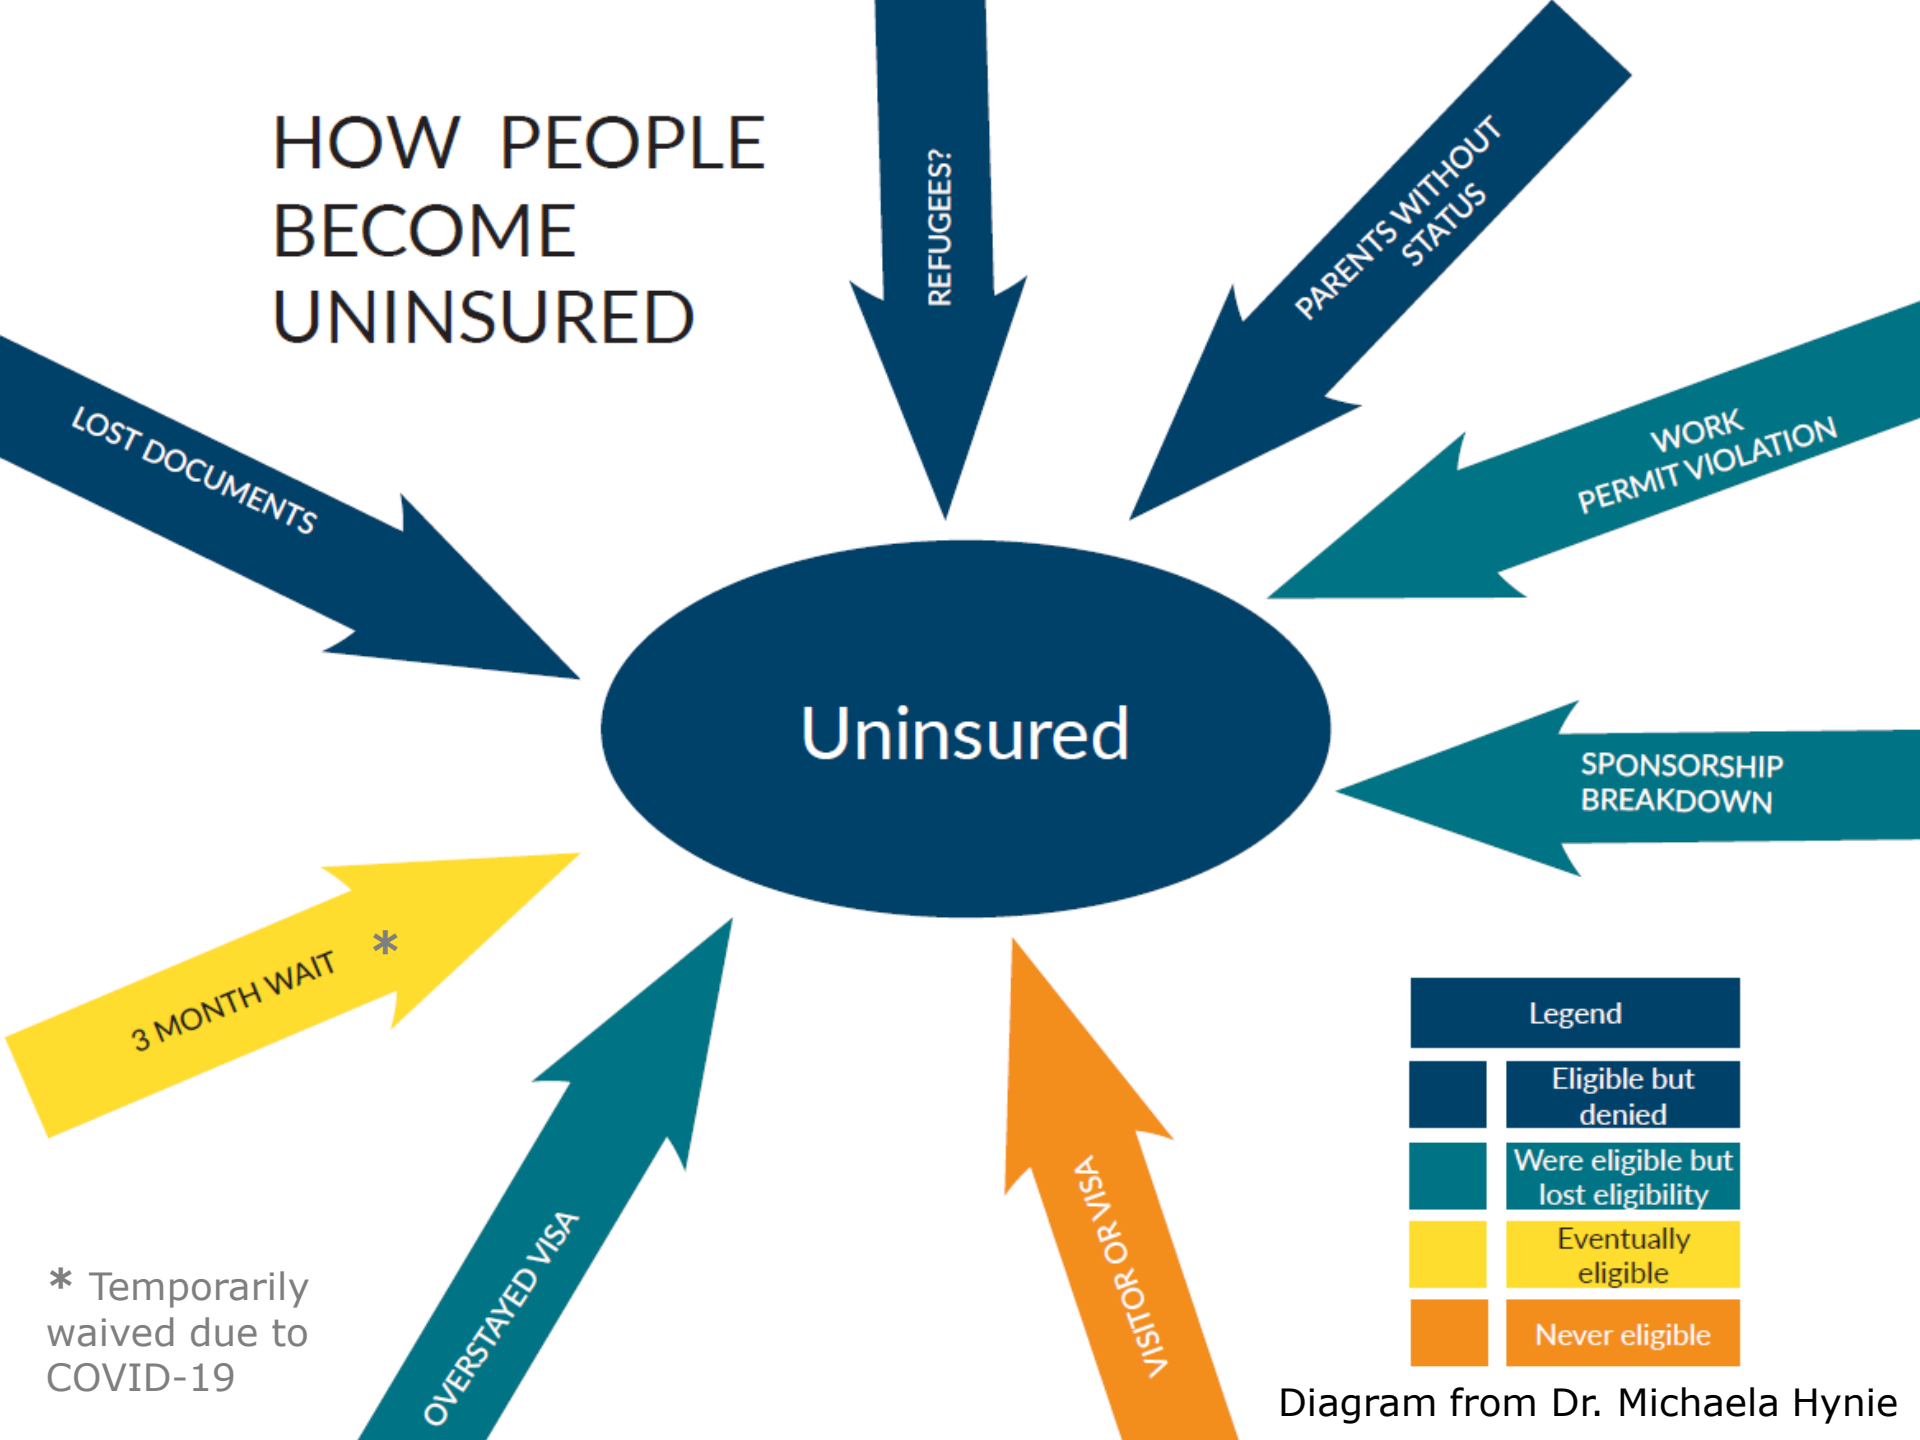 HOW PEOPLE
BECOME
UNINSURED
REFUGEES?
PARENTS WITHOUT
STATUS
WORK
PERMIT VIOLATION
LOST DOCUMENTS
Uninsured
SPONSORSHIP
BREAKDOWN
3 MONTH WAIT *
OVERSTAYED VISA
VISITOR OR VISA
Legend
Eligible but
denied
Were eligible but
lost eligibility
Eventually
eligible
Never eligible
* Temporarily
waived due to
COVID-19
Diagram from Dr. Michaela Hynie